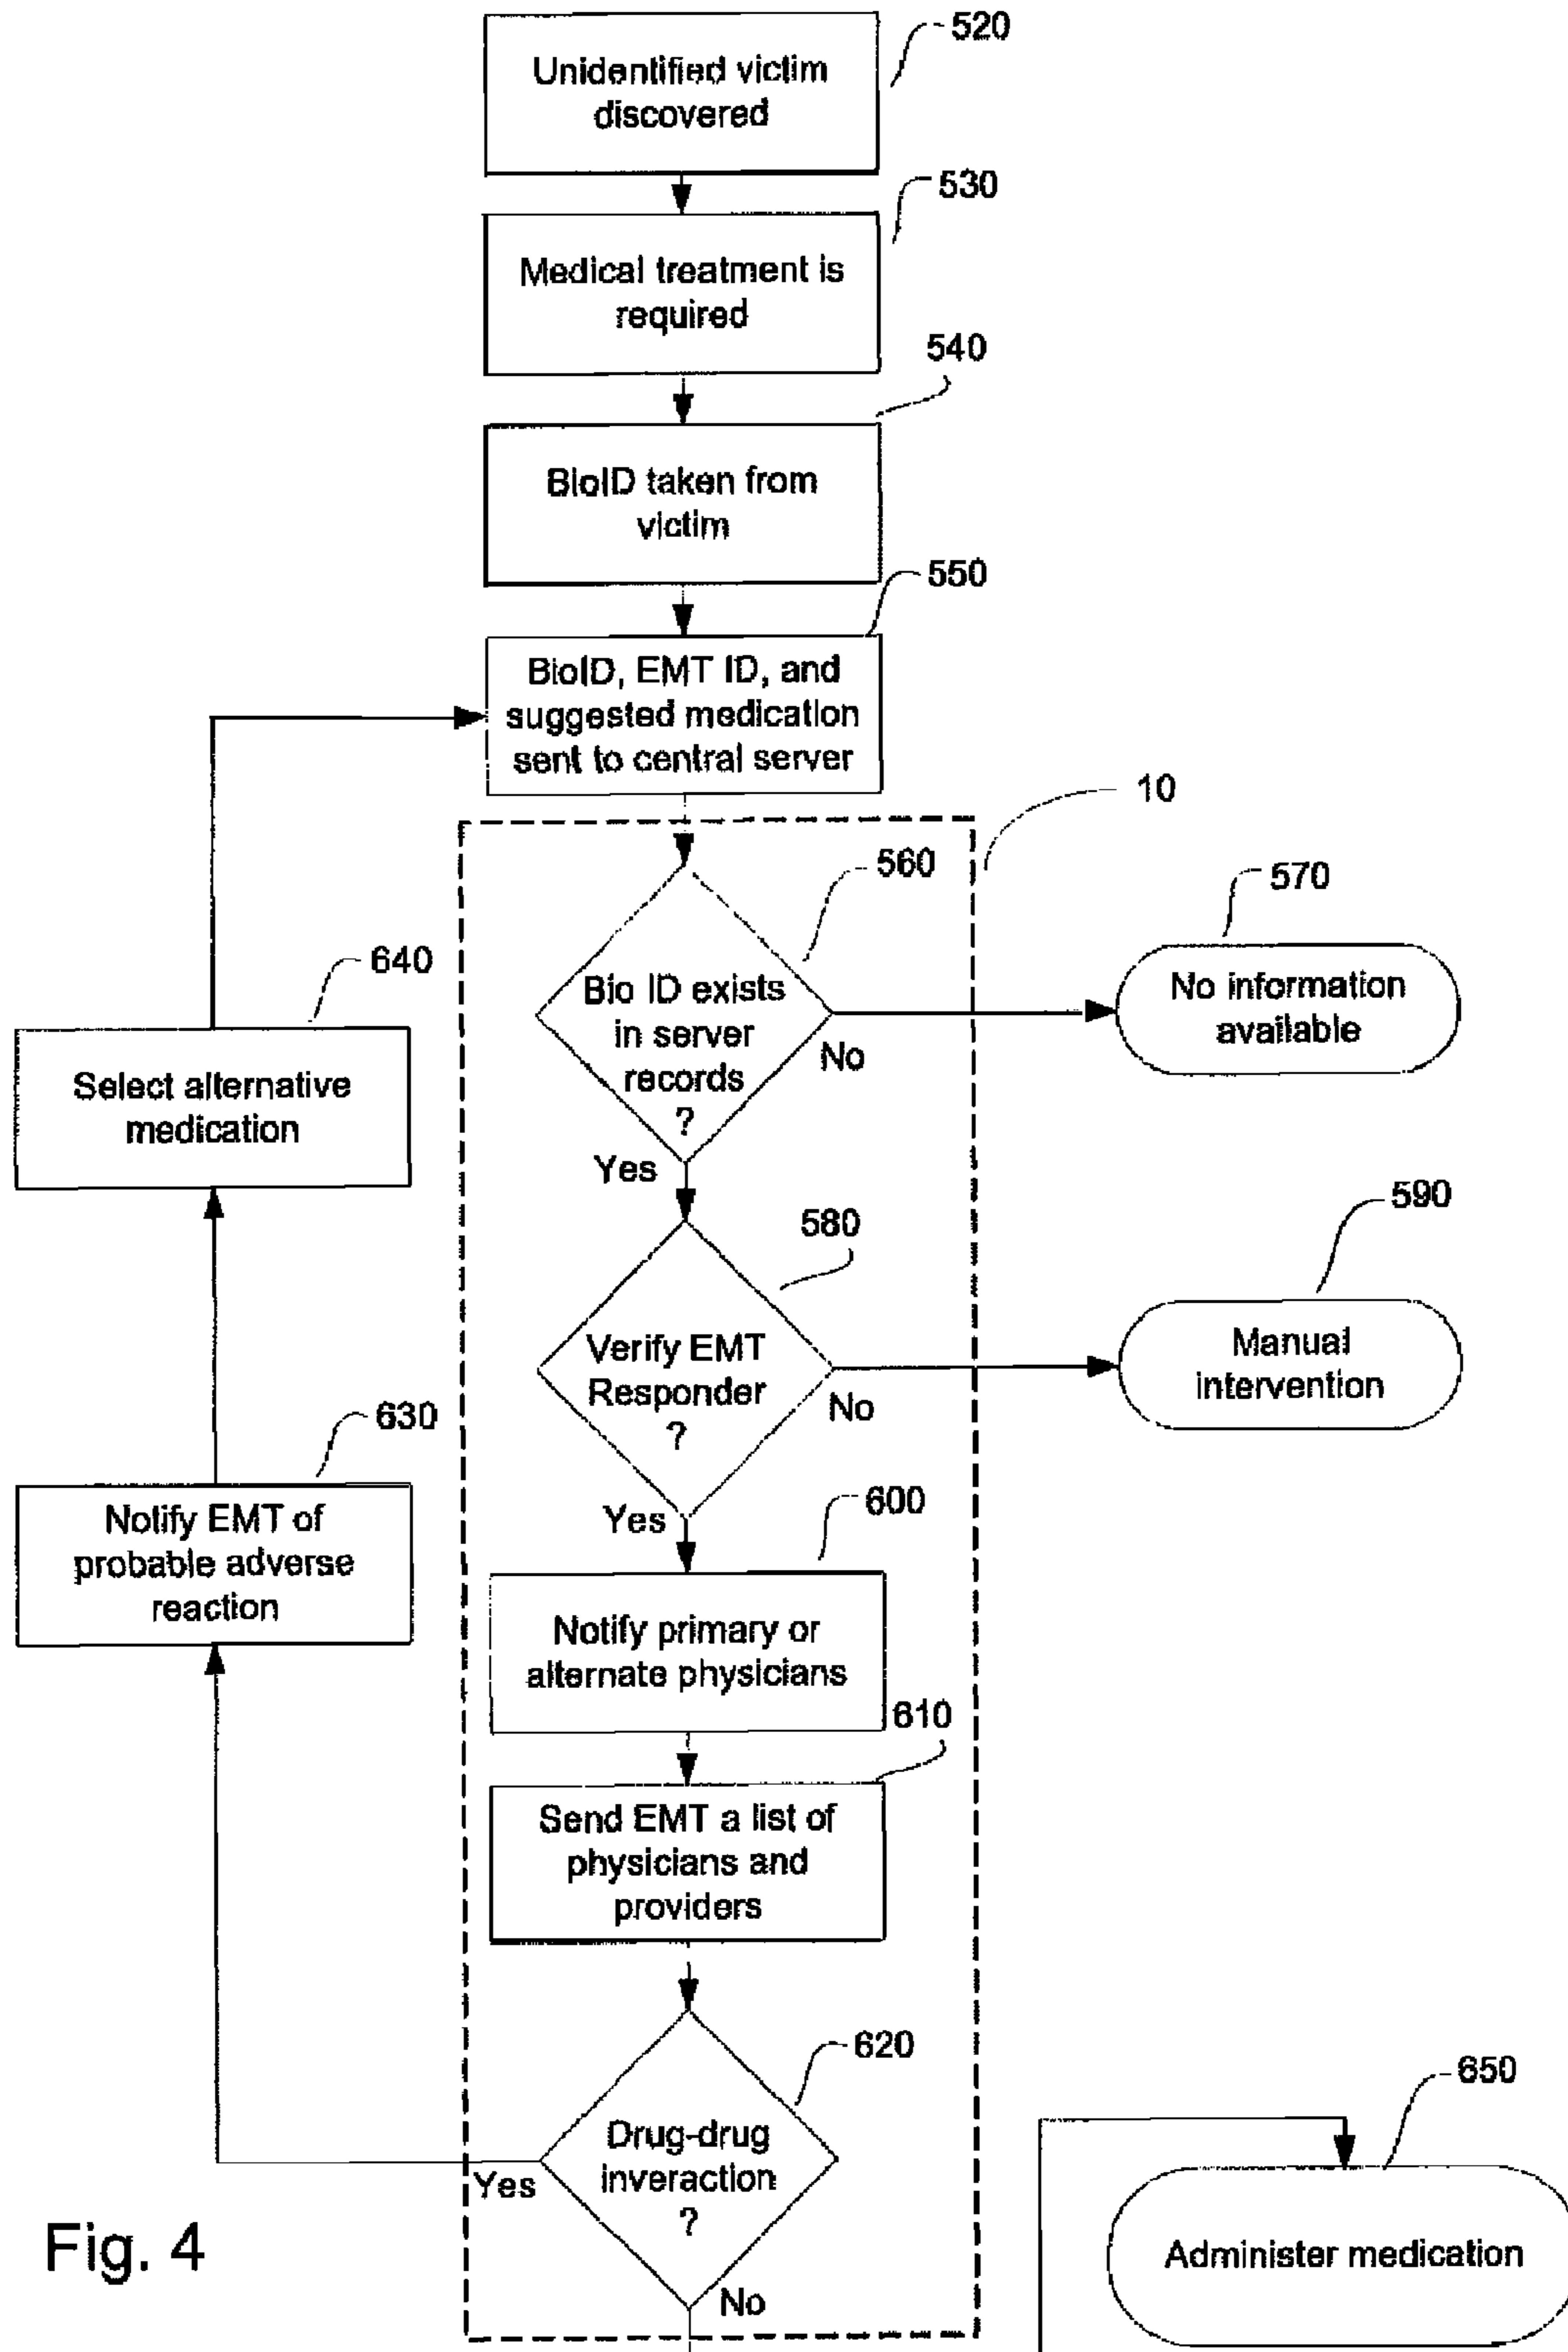 520
Unidentified victim
discovered
530
Medical treatment is
required
540
BioID taken from
victim
550
BioID, EMT ID, and
suggested medication
sent to central server
10
560
Bio ID exists
in server
records
?
No
Yes
570
No information
available
580
Verify EMT
Responder
?
No
Yes
590
Manual
intervention
600
Notify primary or
alternate physicians
610
Send EMT a list of
physicians and
providers
620
Drug-drug
inveraction
?
Yes
No
630
Notify EMT of
probable adverse
reaction
640
Select alternative
medication
650
Administer medication
Fig. 4